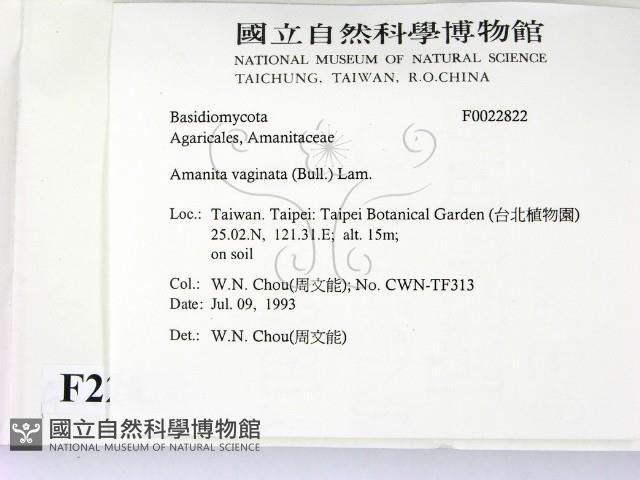 國立自然科學博物館
NATIONAL MUSEUM OF NATURAL SCIENCE
TAICHUNG, TAIWAN, R.O.CHINA
Basidiomycota F0022822
Agaricales, Amanitaceae
Amanita vaginata (Bull.) Lam.
Loc.: Taiwan. Taipei: Taipei Botanical Garden (台北植物園)
25.02.N, 121.31.E; alt. 15m;
on soil
Col.: W.N. Chou(周文能); No. CWN-TF313
Date: Jul. 09, 1993
Det.: W.N. Chou(周文能)
F22
國立自然科學博物館
NATIONAL MUSEUM OF NATURAL SCIENCE